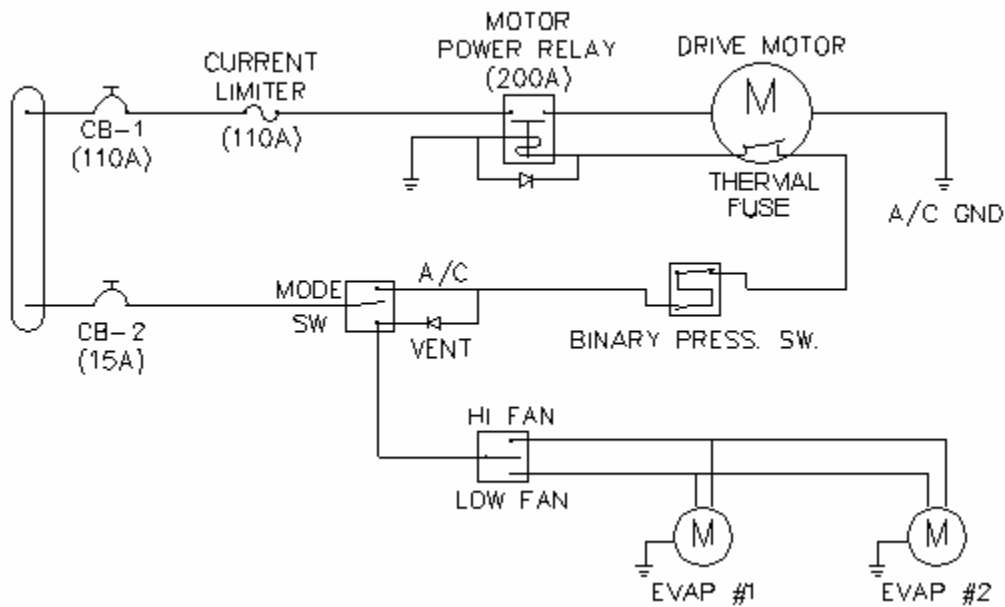 MOTOR
POWER RELAY
(200A)
DRIVE MOTOR
M
CURRENT
LIMITER
(110A)
CB-1
(110A)
THERMAL
FUSE
A/C GND
MODE
SW
A/C
VENT
CB-2
(15A)
BINARY PRESS. SW.
HI FAN
LOW FAN
M
M
EVAP #1
EVAP #2